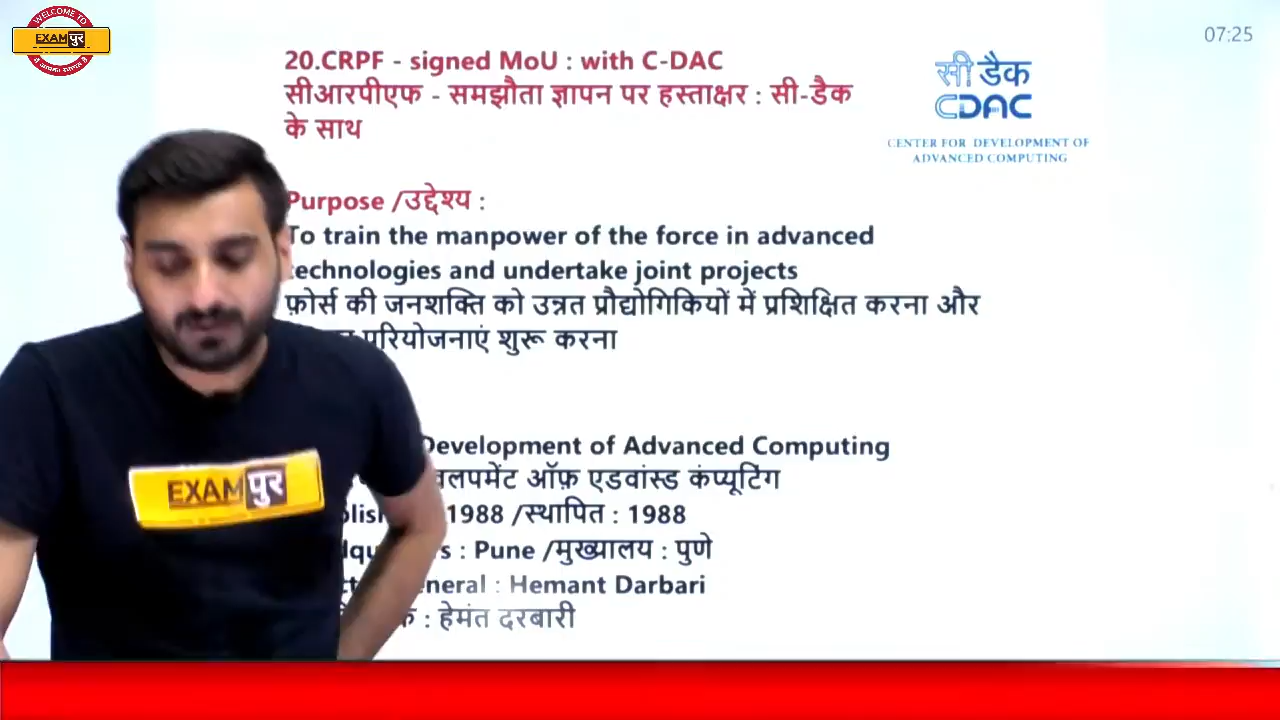 WELCOME TO
EXAMपुर
07:25
20.CRPF - signed MoU : with C-DAC
सीआरपीएफ - समझौता ज्ञापन पर हस्ताक्षर : सी-डैक
के साथ
सी डैक
CDAC
CENTER FOR DEVELOPMENT OF
ADVANCED COMPUTING
Purpose /उद्देश्य :
To train the manpower of the force in advanced
technologies and undertake joint projects
फ़ोर्स की जनशक्ति को उन्नत प्रौद्योगिकियों में प्रशिक्षित करना और
परियोजनाएं शुरू करना
Development of Advanced Computing
ऑफ़ एडवांस्ड कंप्यूटिंग
1988 /स्थापित : 1988
: Pune /मुख्यालय : पुणे
: Hemant Darbari
: हेमंत दरबारी
EXAMपुर